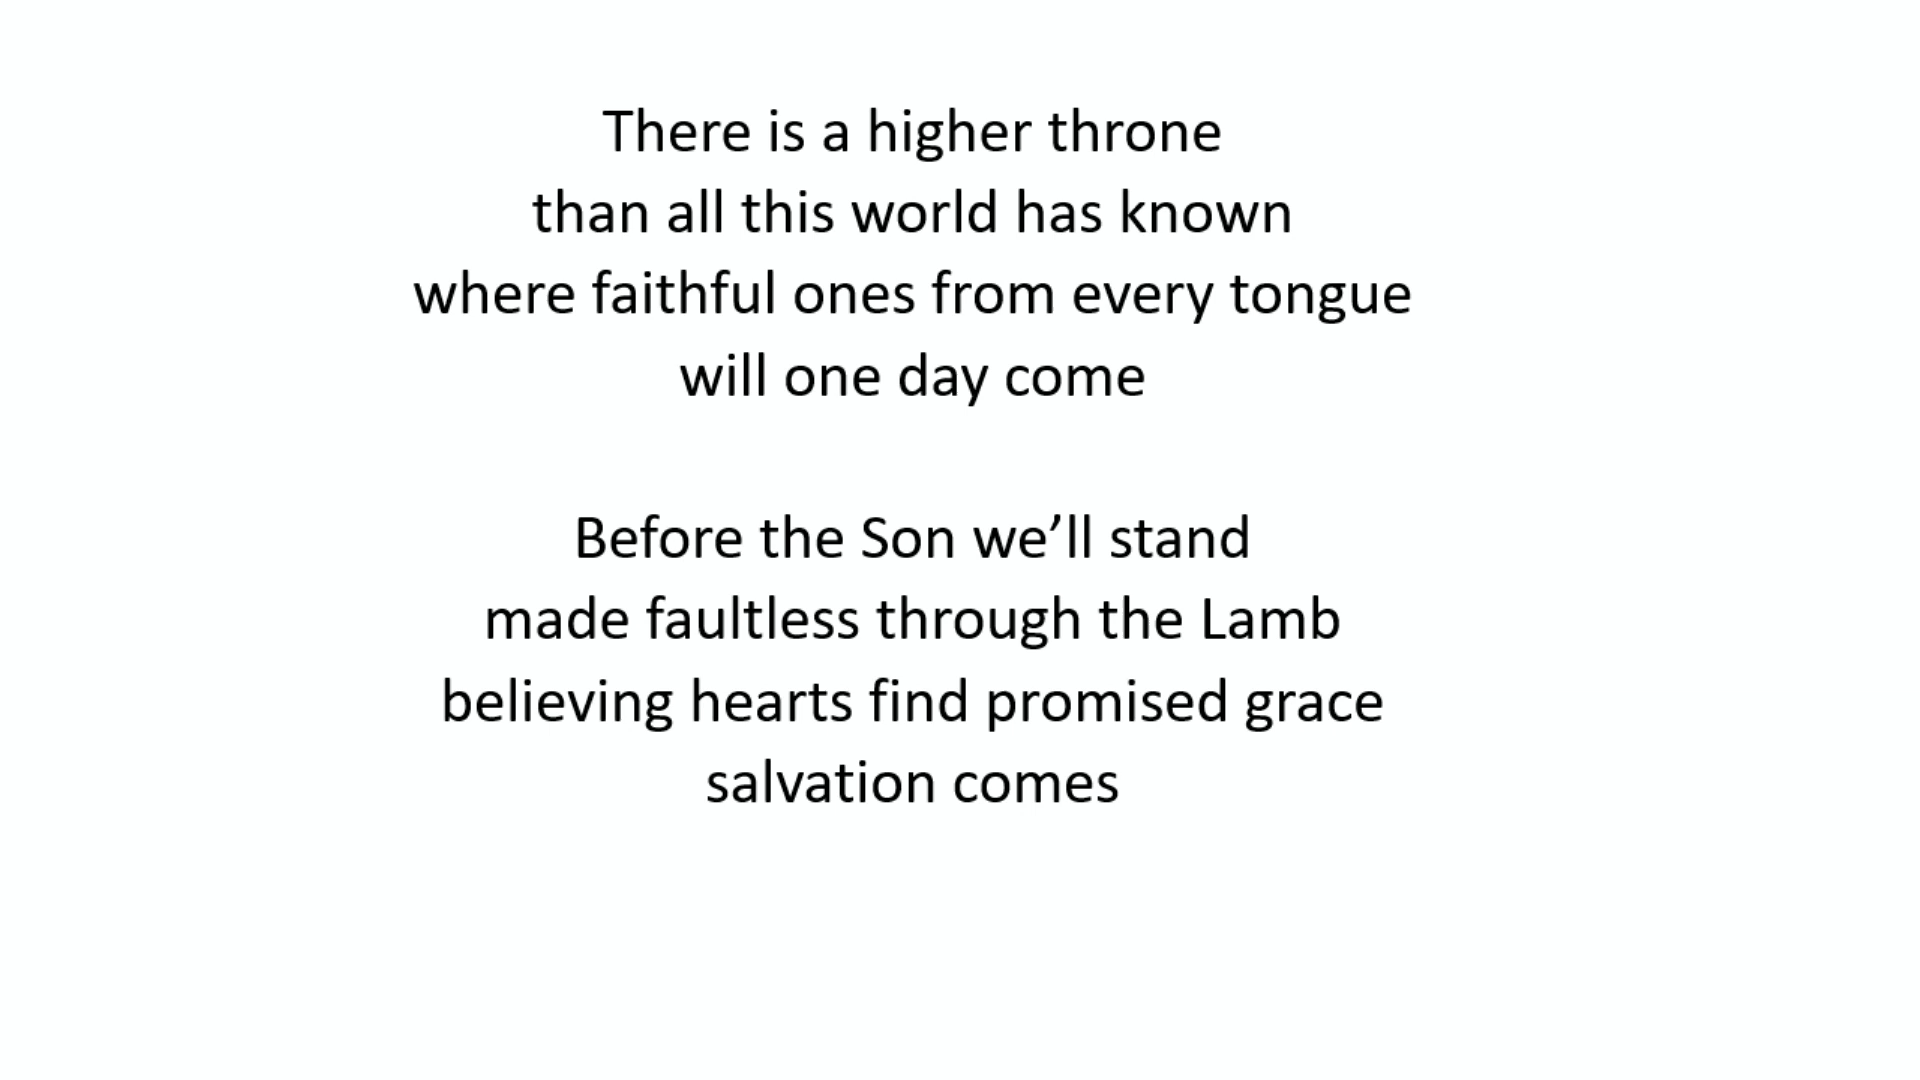 There is a higher throne
than all this world has known
where faithful ones from every tongue
will one day come
Before the Son we’ll stand
made faultless through the Lamb
believing hearts find promised grace
salvation comes